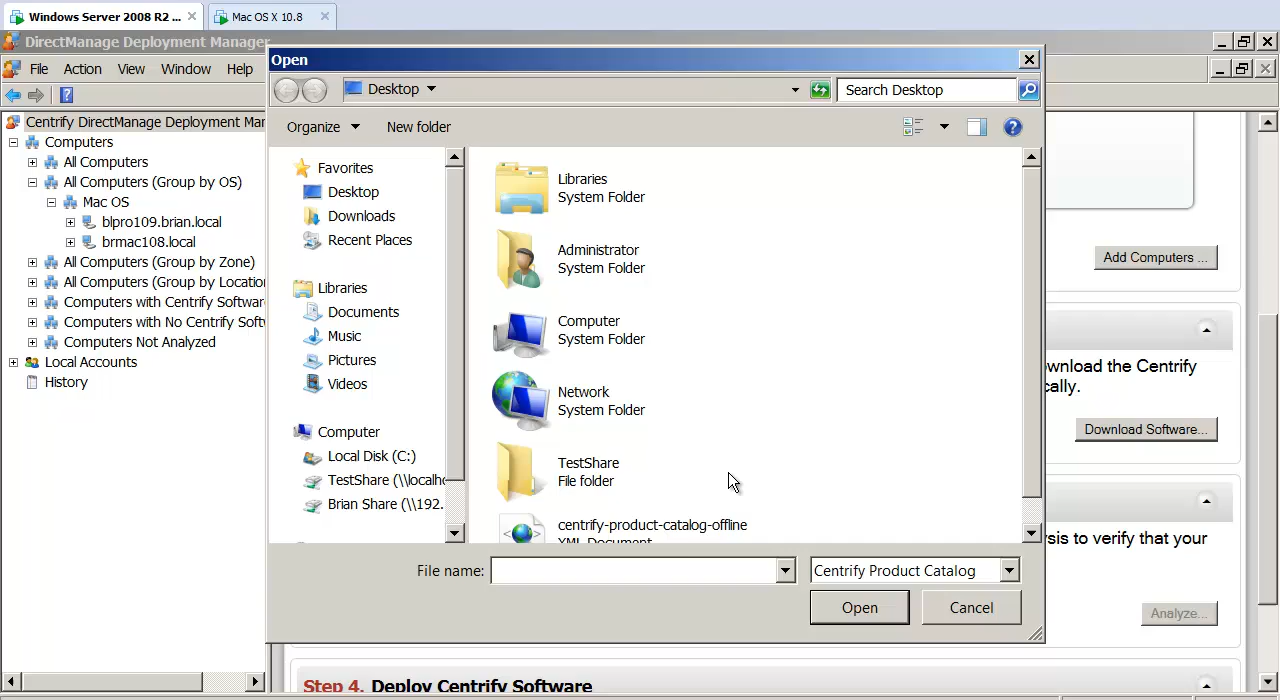 Windows Server 2008 R2 ...
Mac OS X 10.8
DirectManage Deployment Manager
File Action View Window Help
Centrify DirectManage Deployment Mar
Computers
All Computers
All Computers (Group by OS)
Mac OS
blpro109.brian.local
brmac108.local
All Computers (Group by Zone)
All Computers (Group by Location
Computers with Centrify Software
Computers with No Centrify Soft
Computers Not Analyzed
Local Accounts
History
Open
Desktop
Search Desktop
Organize
New folder
Favorites
Desktop
Downloads
Recent Places
Libraries
Documents
Music
Pictures
Videos
Computer
Local Disk (C:)
TestShare (\\localho
Brian Share (\\192.
Libraries
System Folder
Administrator
System Folder
Computer
System Folder
Network
System Folder
TestShare
File folder
centrify-product-catalog-offline
XML Document
File name:
Centrify Product Catalog
Open
Cancel
Add Computers ...
wnload the Centrify
cally.
Download Software...
sis to verify that your
Analyze...
Step 4. Deploy Centrify Software